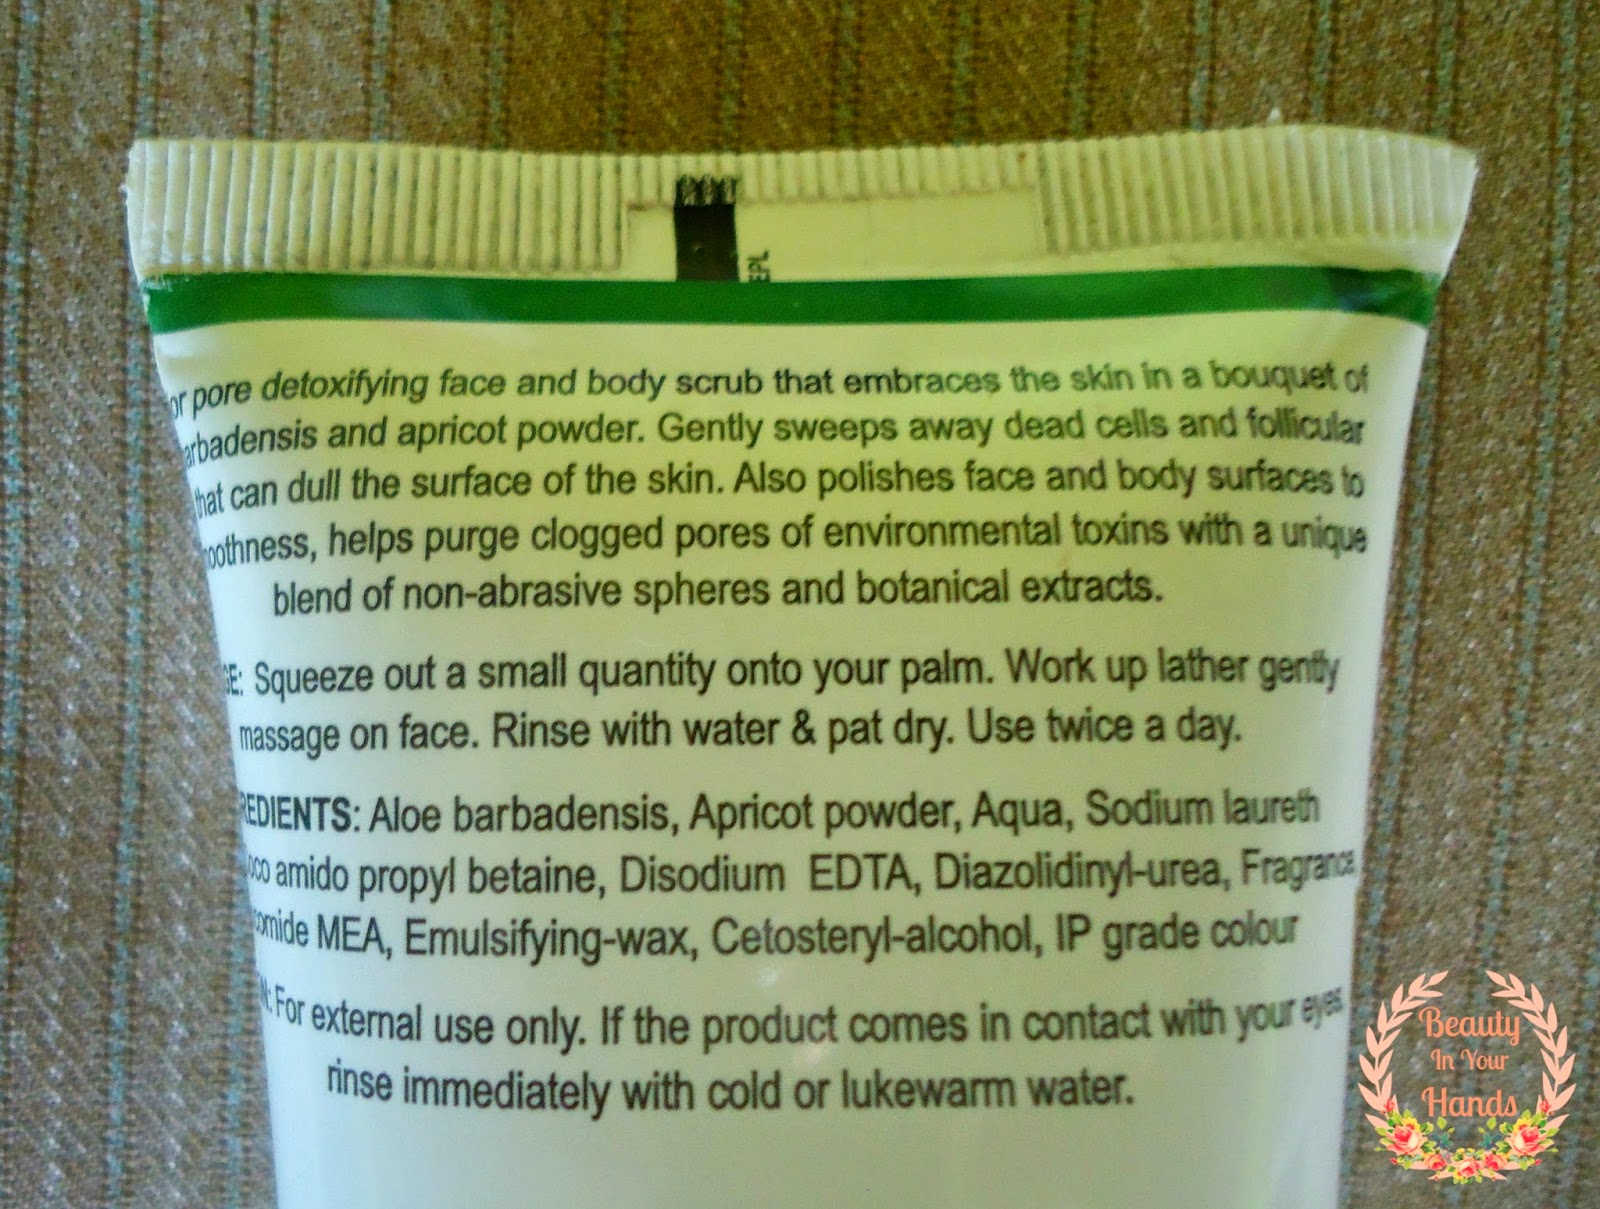 EPL
pore detoxifying face and body scrub that embraces the skin in a bouquet of
arbadensis and apricot powder. Gently sweeps away dead cells and follicular
that can dull the surface of the skin. Also polishes face and body surfaces to
oothness, helps purge clogged pores of environmental toxins with a unique
blend of non-abrasive spheres and botanical extracts.
GE: Squeeze out a small quantity onto your palm. Work up lather gently
massage on face. Rinse with water & pat dry. Use twice a day.
REDIENTS: Aloe barbadensis, Apricot powder, Aqua, Sodium laureth
oco amido propyl betaine, Disodium EDTA, Diazolidinyl-urea, Fragrance
comide MEA, Emulsifying-wax, Cetosteryl-alcohol, IP grade colour
N: For external use only. If the product comes in contact with your eyes
rinse immediately with cold or lukewarm water.
Beauty
In Your
Hands